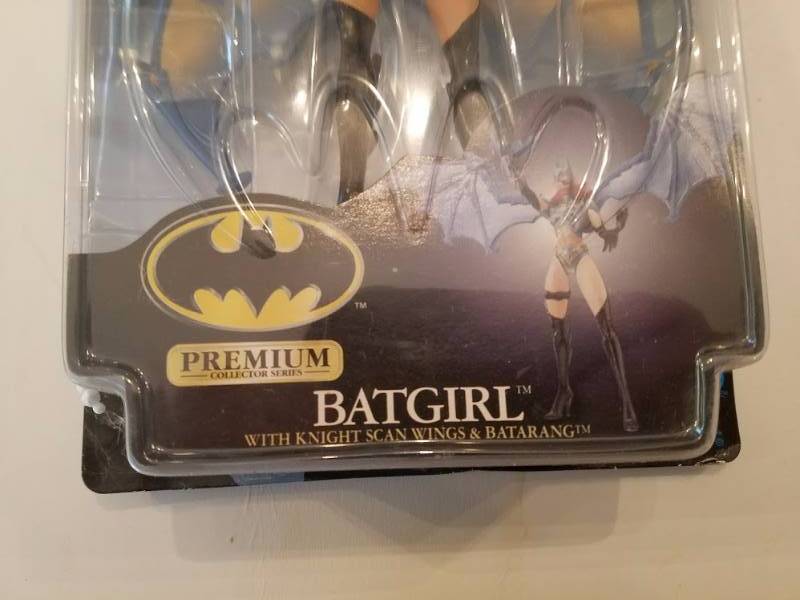 TM
PREMIUM
COLLECTOR SERIES
BATGIRL™
WITH KNIGHT SCAN WINGS & BATARANG™